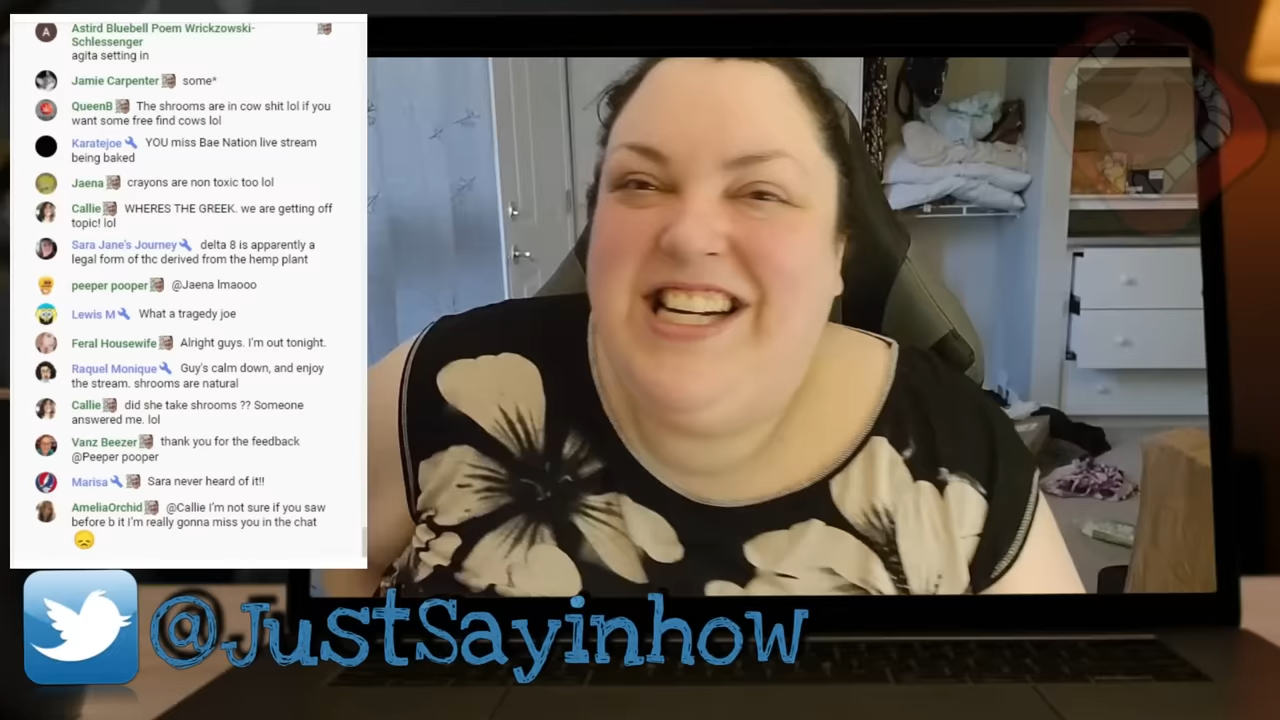 A
Astird Bluebell Poem Wrickzowski-
Schlessenger
agita setting in
Jamie Carpenter some*
QueenB The shrooms are in cow shit lol if you
want some free find cows lol
Karatejoe YOU miss Bae Nation live stream
being baked
Jaena crayons are non toxic too lol
Callie WHERES THE GREEK. we are getting off
topic! lol
Sara Jane's Journey delta 8 is apparently a
legal form of thc derived from the hemp plant
peeper pooper @Jaena lmaooo
Lewis M What a tragedy joe
Feral Housewife Alright guys. I'm out tonight.
Raquel Monique Guy's calm down, and enjoy
the stream. shrooms are natural
Callie did she take shrooms ?? Someone
answered me. lol
Vanz Beezer thank you for the feedback
@Peeper pooper
Marisa Sara never heard of it!!
AmeliaOrchid @Callie I'm not sure if you saw
before b it I'm really gonna miss you in the chat
@JustSayinhow